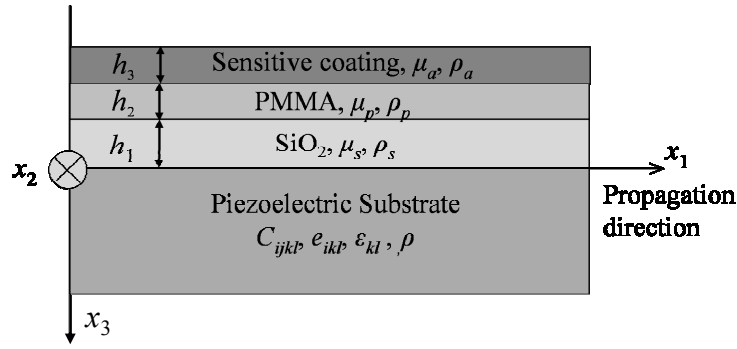 h₃ Sensitive coating, μₐ, ρₐ
h₂ PMMA, μₚ, ρₚ
h₁ SiO₂, μₛ, ρₛ
x₂
x₁
Propagation
direction
Piezoelectric Substrate
Cᵢⱼₖₗ, eᵢₖₗ, εₖₗ , ρ
x₃